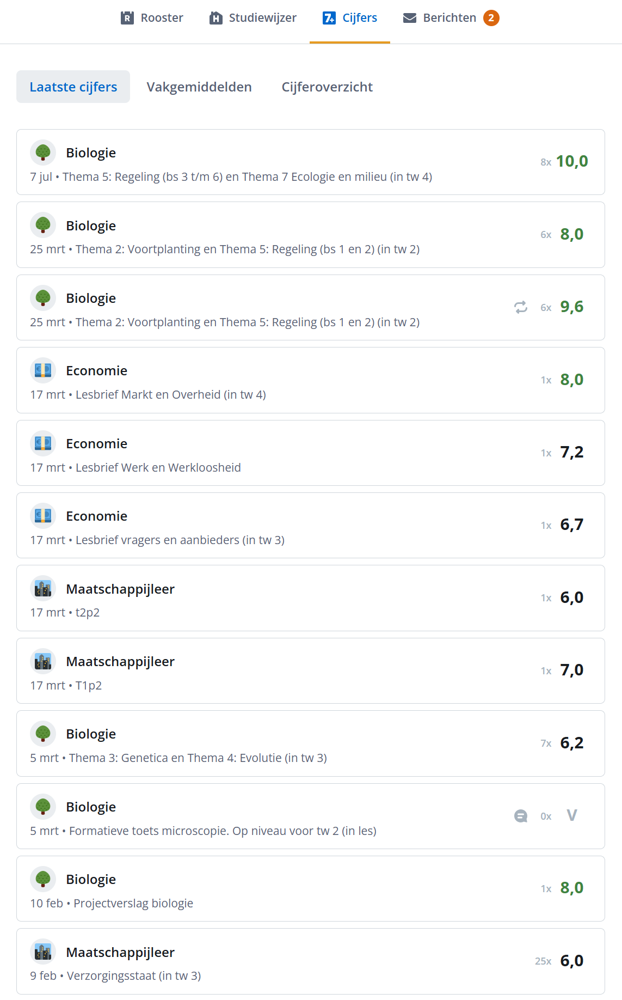 R Rooster H Studiewijzer 7+ Cijfers Berichten 2
Laatste cijfers Vakgemiddelden Cijferoverzicht
Biologie
7 jul • Thema 5: Regeling (bs 3 t/m 6) en Thema 7 Ecologie en milieu (in tw 4)
8x 10,0
Biologie
25 mrt • Thema 2: Voortplanting en Thema 5: Regeling (bs 1 en 2) (in tw 2)
6x 8,0
Biologie
25 mrt • Thema 2: Voortplanting en Thema 5: Regeling (bs 1 en 2) (in tw 2)
6x 9,6
Economie
17 mrt • Lesbrief Markt en Overheid (in tw 4)
1x 8,0
Economie
17 mrt • Lesbrief Werk en Werkloosheid
1x 7,2
Economie
17 mrt • Lesbrief vragers en aanbieders (in tw 3)
1x 6,7
Maatschappijleer
17 mrt • t2p2
1x 6,0
Maatschappijleer
17 mrt • T1p2
1x 7,0
Biologie
5 mrt • Thema 3: Genetica en Thema 4: Evolutie (in tw 3)
7x 6,2
Biologie
5 mrt • Formatieve toets microscopie. Op niveau voor tw 2 (in les)
0x V
Biologie
10 feb • Projectverslag biologie
1x 8,0
Maatschappijleer
9 feb • Verzorgingsstaat (in tw 3)
25x 6,0